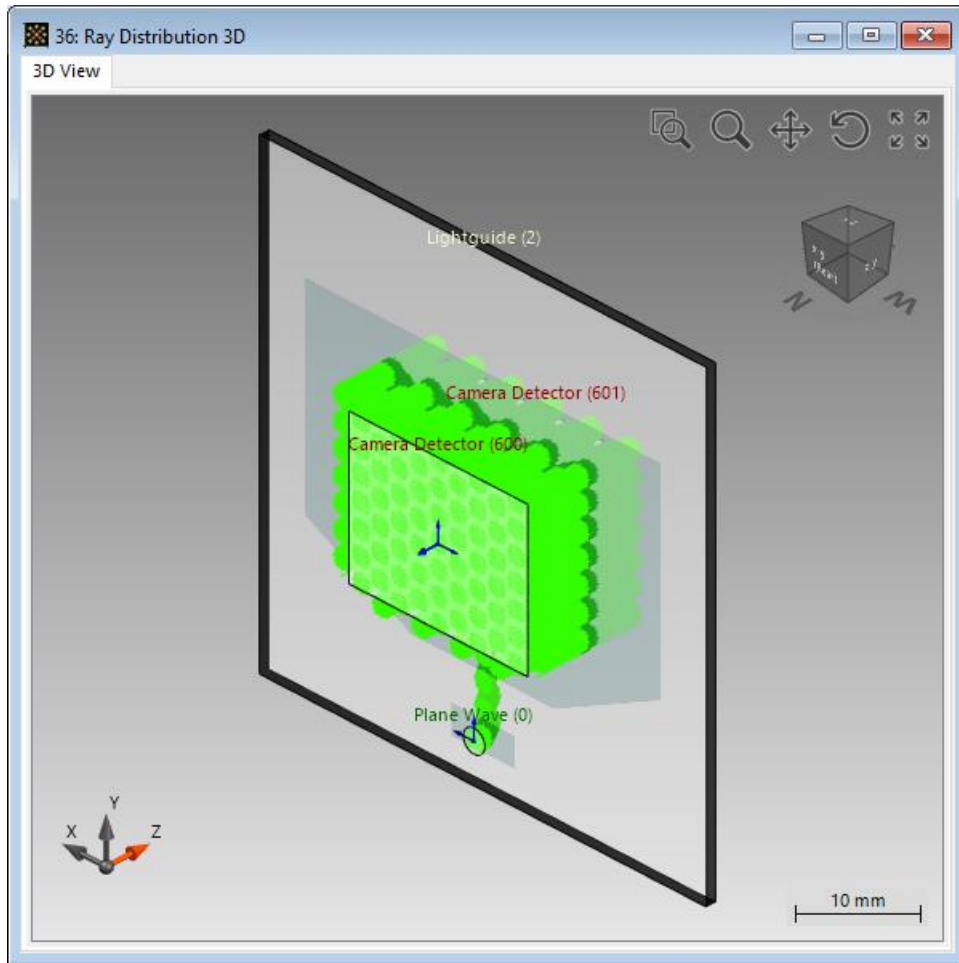 36: Ray Distribution 3D
3D View
Lightguide (2)
Camera Detector (601)
Camera Detector (600)
Plane Wave (0)
Y
X
Z
10 mm